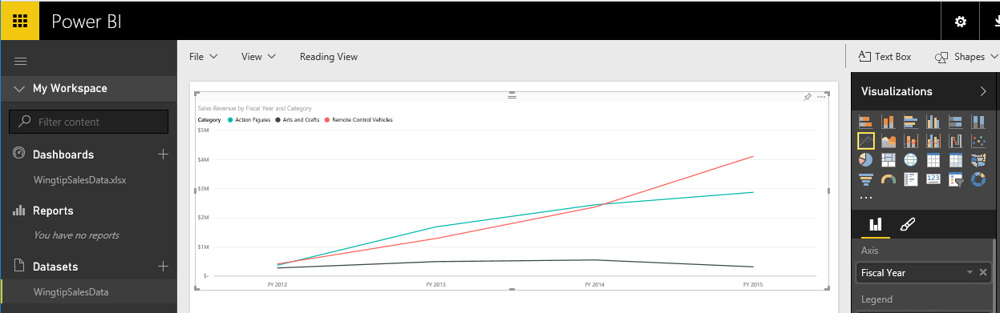 Power BI
File View Reading View Text Box Shapes
My Workspace
Filter content
Dashboards
WingtipSalesData.xlsx
Reports
You have no reports
Datasets
WingtipSalesData
Sales Revenue by Fiscal Year and Category
Category Action Figures Arts and Crafts Remote Control Vehicles
$5M
$4M
$3M
$2M
$1M
$-
FY 2012 FY 2013 FY 2014 FY 2015
Visualizations
123
Axis
Fiscal Year
Legend